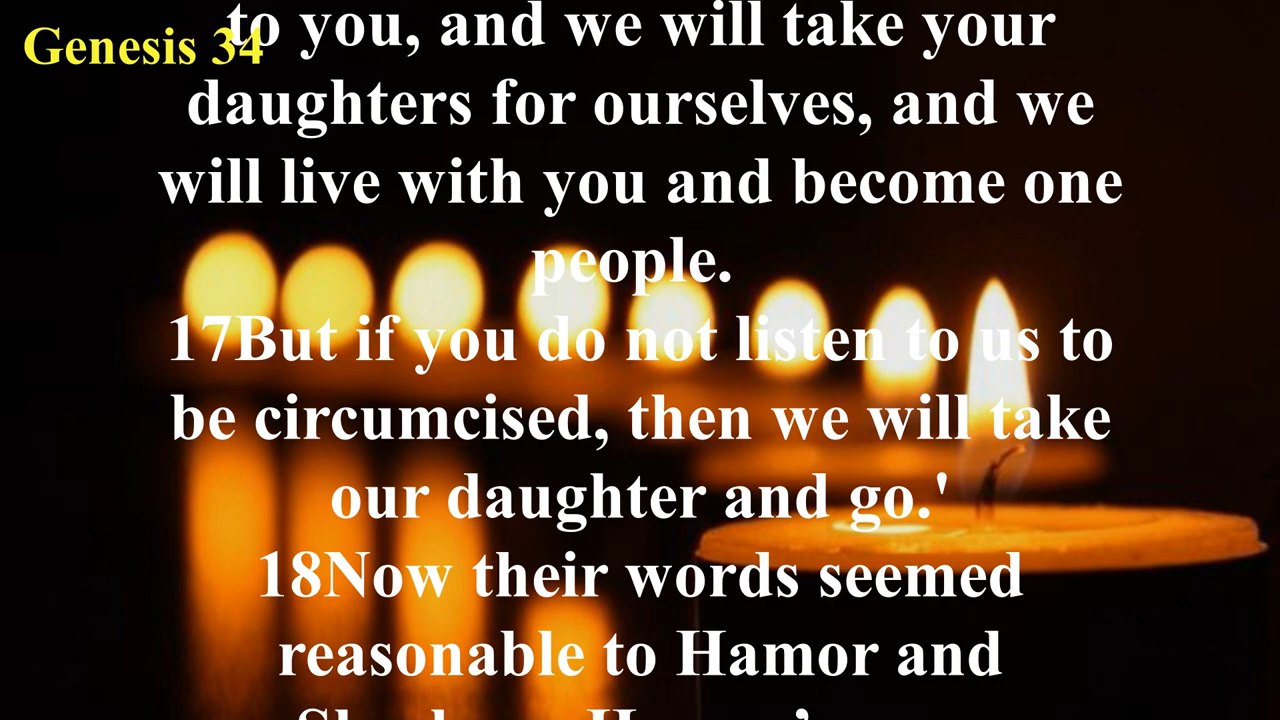 Genesis 34
to you, and we will take your
daughters for ourselves, and we
will live with you and become one
people.
17But if you do not listen to us to
be circumcised, then we will take
our daughter and go.'
18Now their words seemed
reasonable to Hamor and